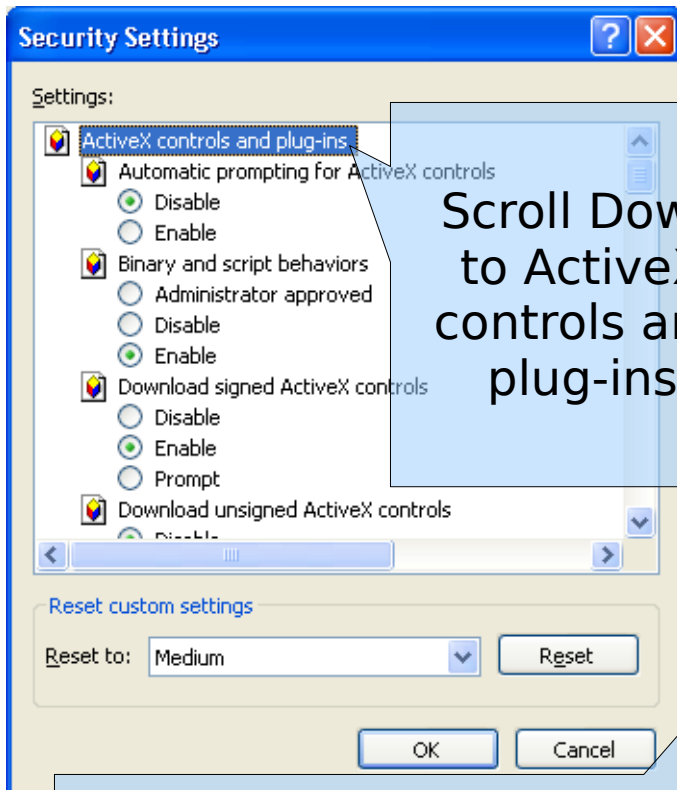 Security Settings
Settings:
ActiveX controls and plug-ins
Automatic prompting for ActiveX controls
Disable
Enable
Binary and script behaviors
Administrator approved
Disable
Enable
Download signed ActiveX controls
Disable
Enable
Prompt
Download unsigned ActiveX controls
Disable
Scroll Dow
to Active
controls a
plug-ins
Reset custom settings
Reset to: Medium Reset
OK Cancel